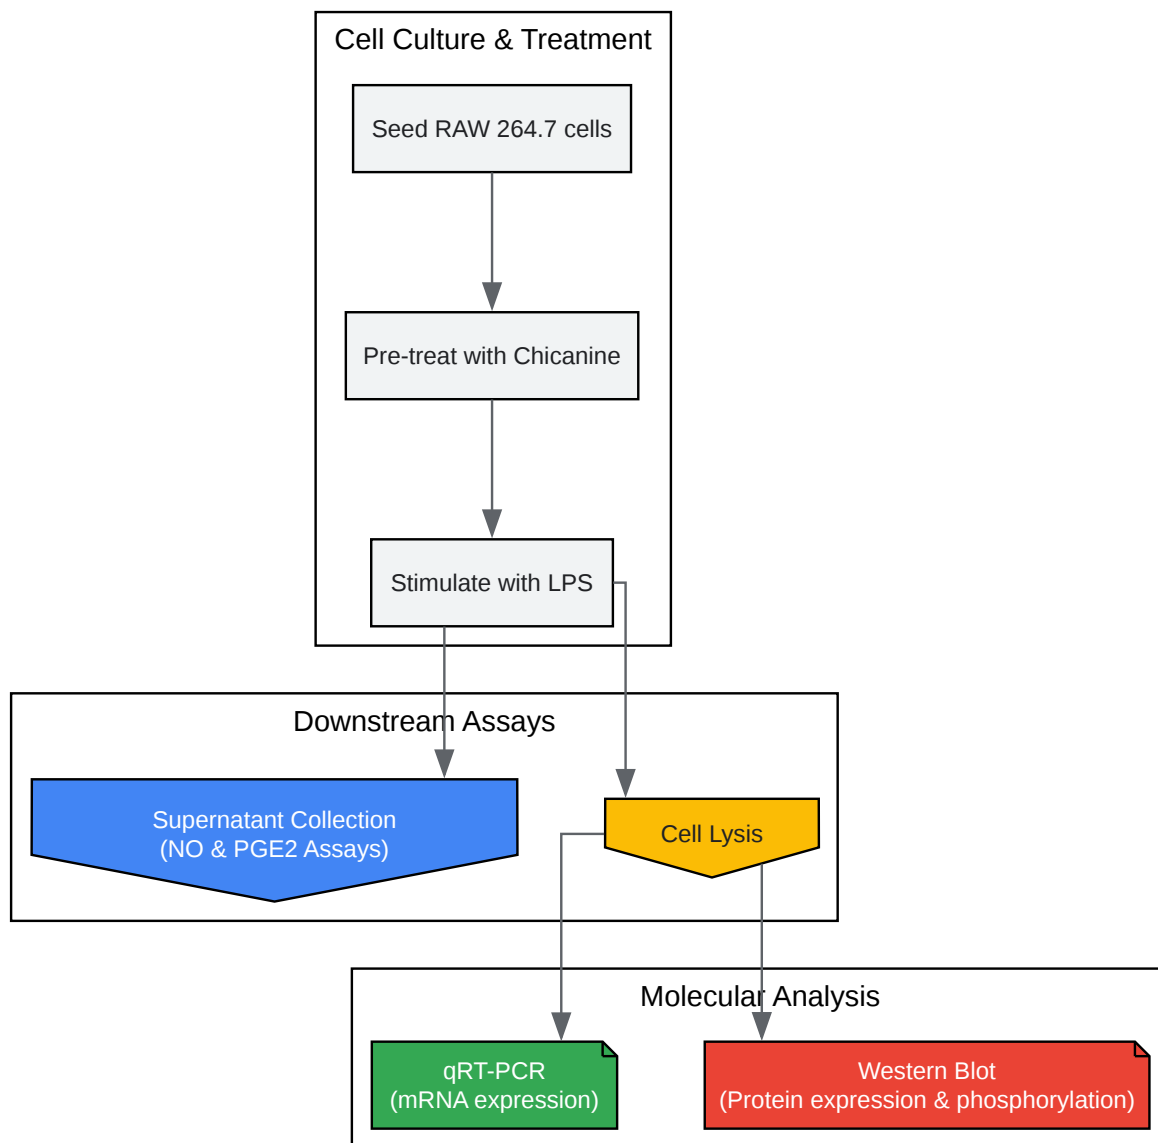 Cell Culture & Treatment
Seed RAW 264.7 cells
Pre-treat with Chicanine
Stimulate with LPS
Downstream Assays
Supernatant Collection
(NO & PGE2 Assays)
Cell Lysis
Molecular Analysis
qRT-PCR
(mRNA expression)
Western Blot
(Protein expression & phosphorylation)